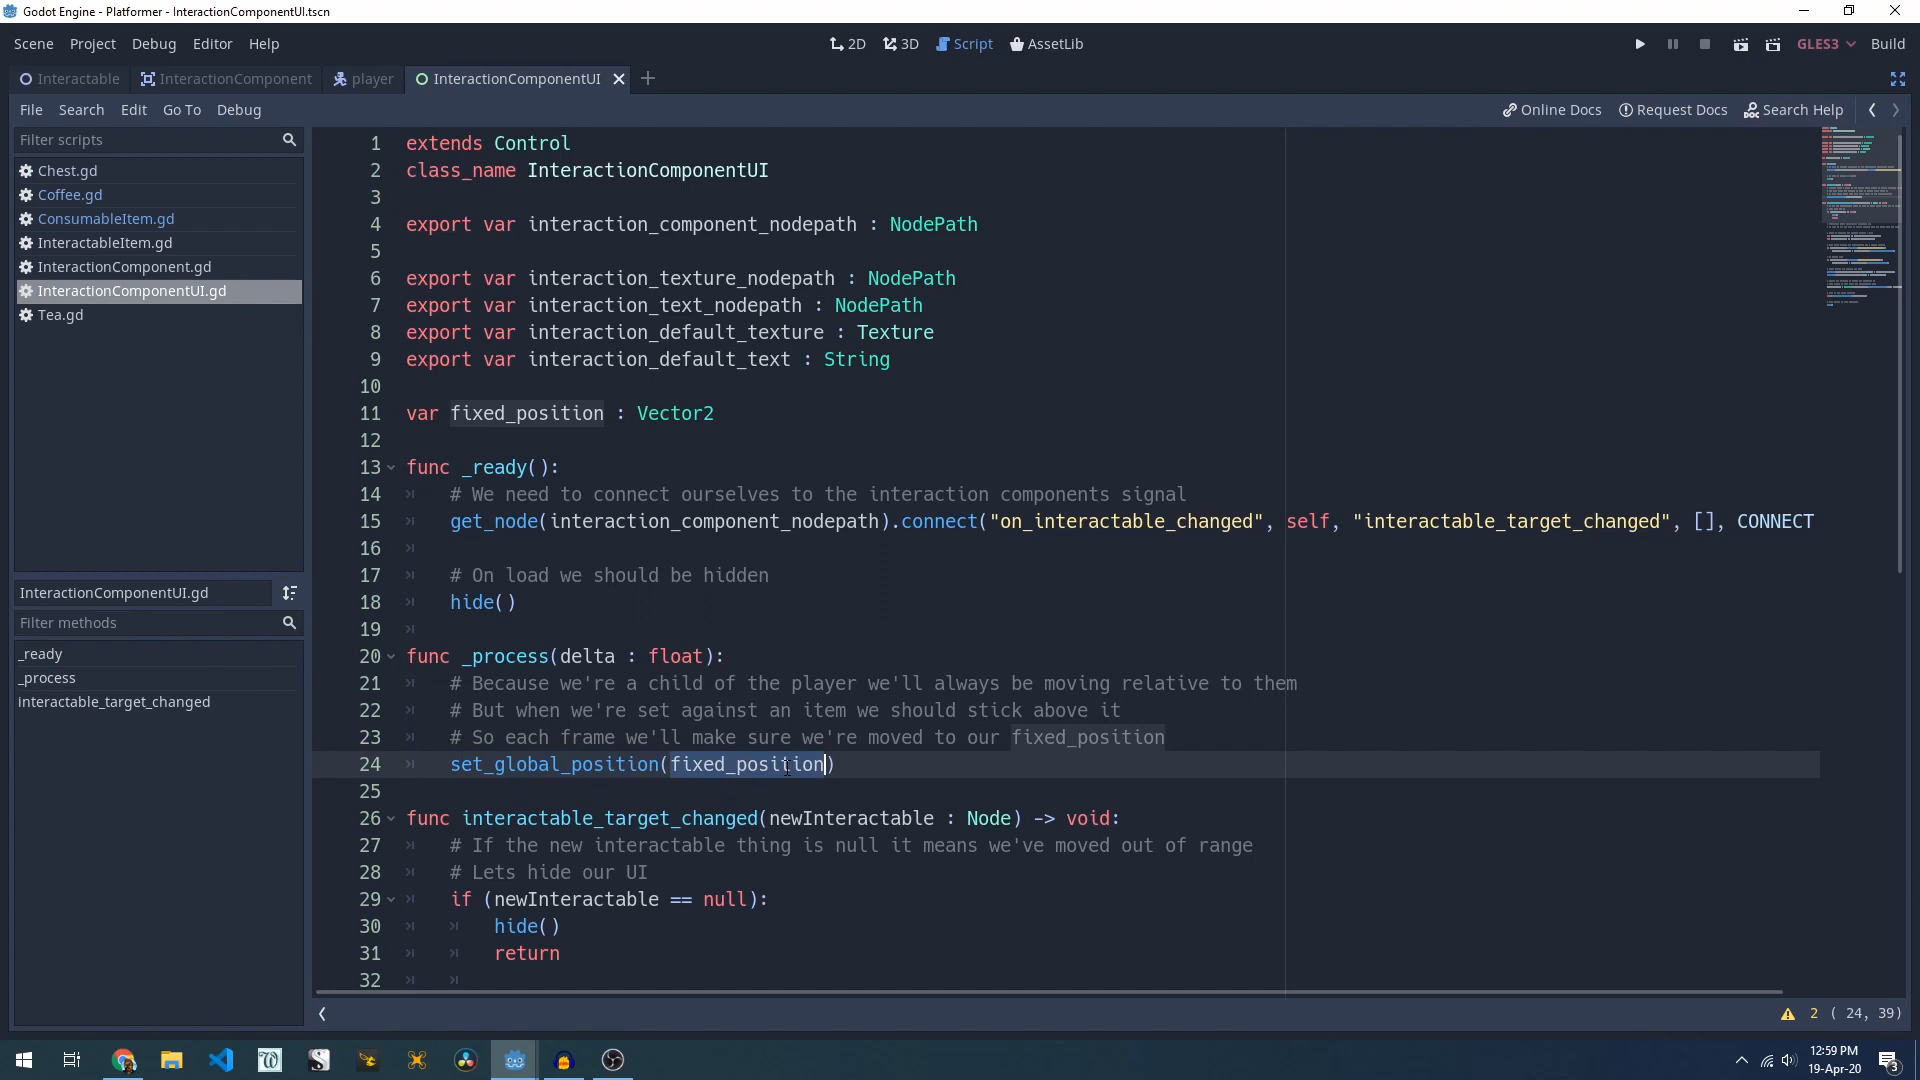 Godot Engine - Platformer - InteractionComponentUI.tscn
Scene Project Debug Editor Help
2D 3D Script AssetLib
GLES3 Build
Interactable InteractionComponent player InteractionComponentUI
File Search Edit Go To Debug
Online Docs Request Docs Search Help
Filter scripts
Chest.gd
Coffee.gd
ConsumableItem.gd
InteractableItem.gd
InteractionComponent.gd
InteractionComponentUI.gd
Tea.gd
InteractionComponentUI.gd
Filter methods
_ready
_process
interactable_target_changed
1 extends Control
2 class_name InteractionComponentUI
3
4 export var interaction_component_nodepath : NodePath
5
6 export var interaction_texture_nodepath : NodePath
7 export var interaction_text_nodepath : NodePath
8 export var interaction_default_texture : Texture
9 export var interaction_default_text : String
10
11 var fixed_position : Vector2
12
13 func _ready():
14 # We need to connect ourselves to the interaction components signal
15 get_node(interaction_component_nodepath).connect("on_interactable_changed", self, "interactable_target_changed", [], CONNECT
16
17 # On load we should be hidden
18 hide()
19
20 func _process(delta : float):
21 # Because we're a child of the player we'll always be moving relative to them
22 # But when we're set against an item we should stick above it
23 # So each frame we'll make sure we're moved to our fixed_position
24 set_global_position(fixed_position)
25
26 func interactable_target_changed(newInteractable : Node) -> void:
27 # If the new interactable thing is null it means we've moved out of range
28 # Lets hide our UI
29 if (newInteractable == null):
30 hide()
31 return
32
2 ( 24, 39)
12:59 PM
19-Apr-20
3